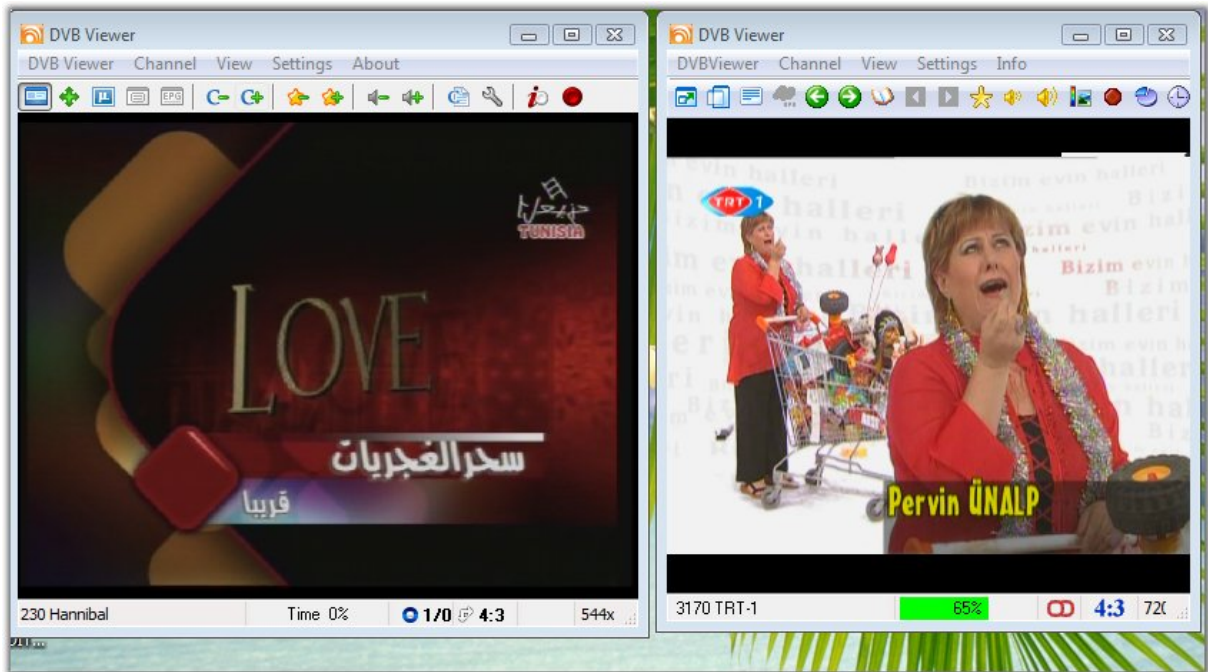 DVB Viewer
DVB Viewer Channel View Settings About
EPG
TUNISIA
LOVE
سحر الغجريات
قريبا
230 Hannibal Time 0% 1/0 4:3 544x
DVB Viewer
DVBViewer Channel View Settings Info
TRT 1
Bizim evin halleri
Pervin ÜNALP
3170 TRT-1 65% 4:3 720